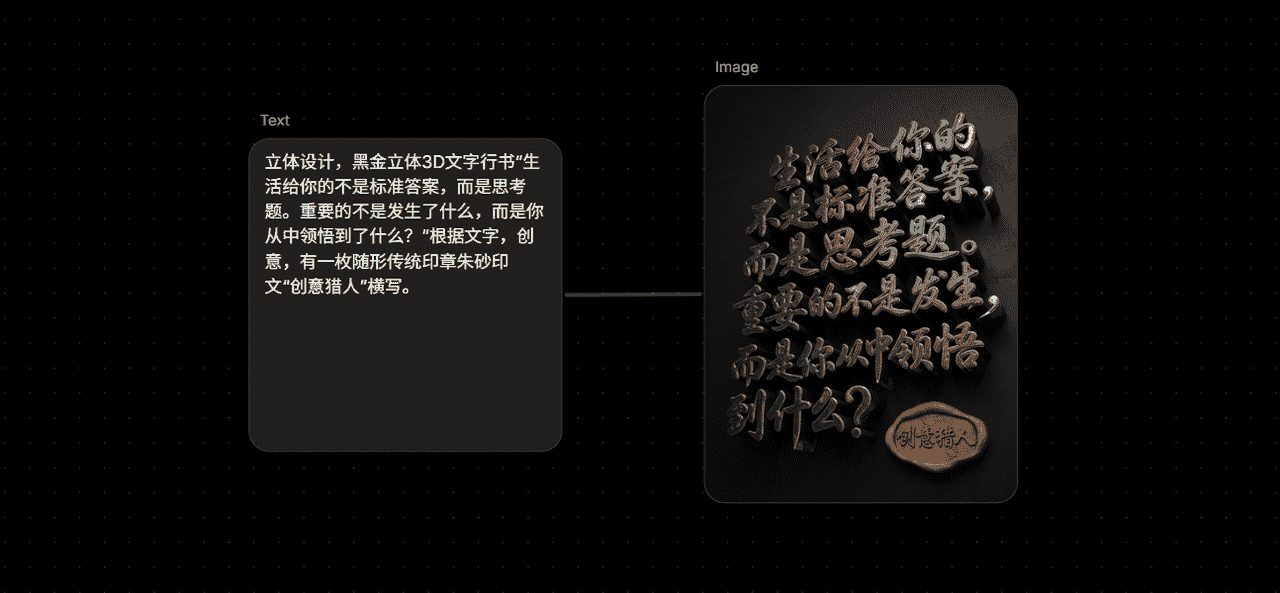 Text
立体设计，黑金立体3D文字行书“生
活给你的不是标准答案，而是思考
题。重要的不是发生了什么，而是你
从中领悟到了什么？”根据文字，创
意，有一枚随形传统印章朱砂印
文“创意猎人”横写。
Image
生活给你的
不是标准答案，
而是思考题。
重要的不是发生，
而是你从中领悟
到什么？
创意猎人